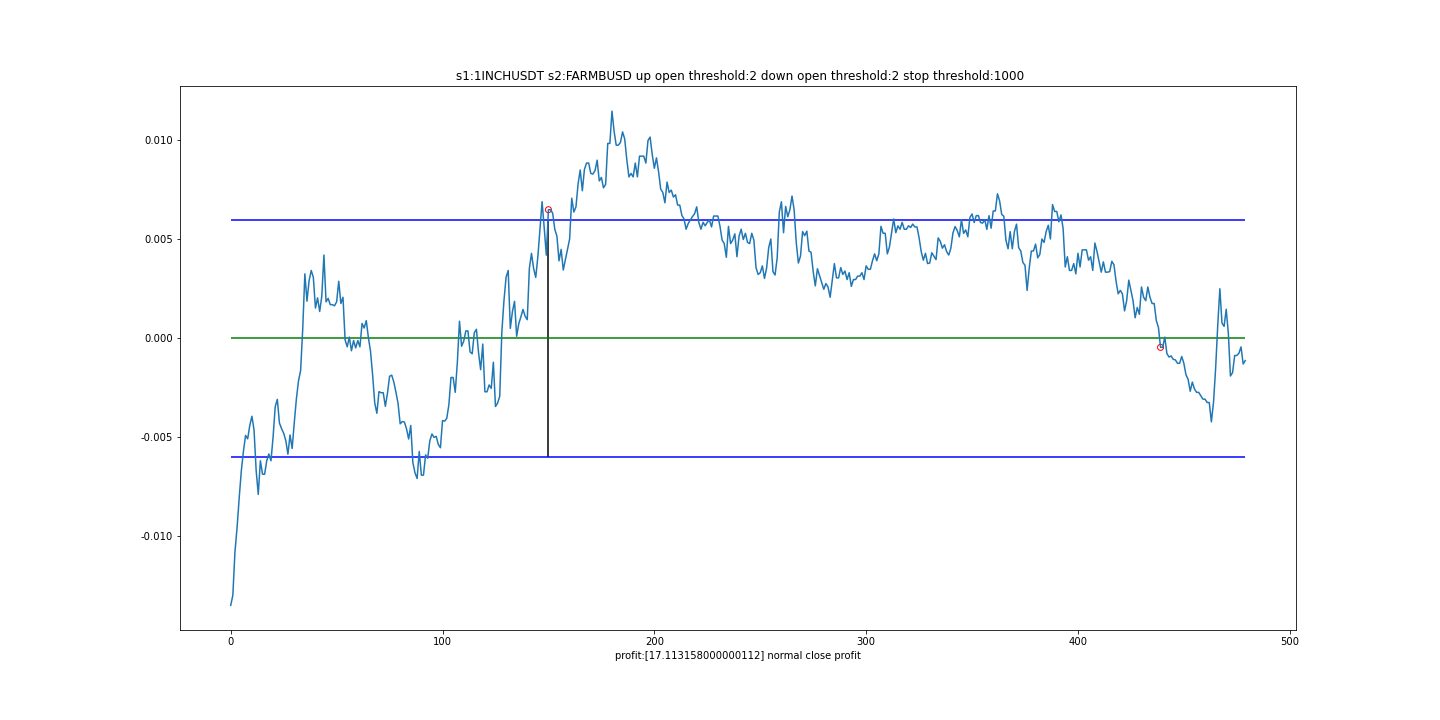 s1:1INCHUSDT s2:FARMBUSD up open threshold:2 down open threshold:2 stop threshold:1000
0.010
0.005
0.000
-0.005
-0.010
0 100 200 300 400 500
profit:[17.113158000000112] normal close profit